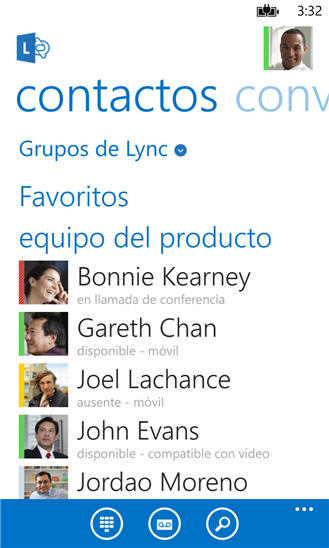 3:32
L
contactos conv
Grupos de Lync
Favoritos
equipo del producto
Bonnie Kearney
en llamada de conferencia
Gareth Chan
disponible - móvil
Joel Lachance
ausente - móvil
John Evans
disponible - compatible con vídeo
Jordao Moreno